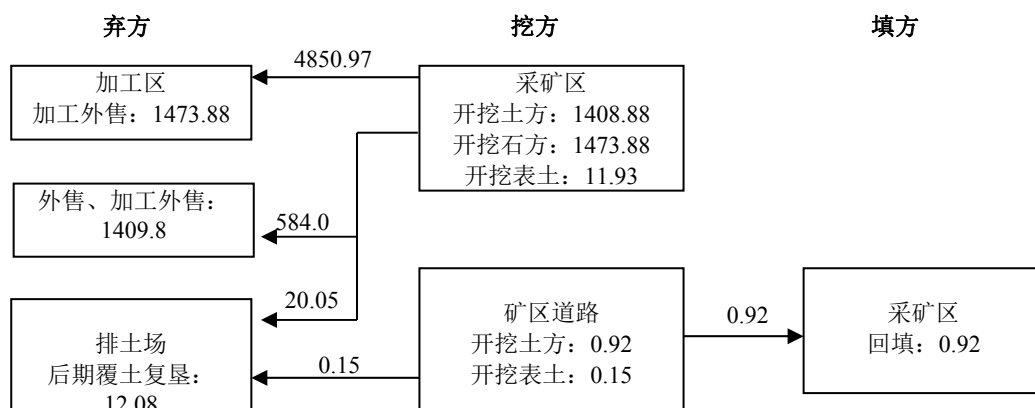 弃方 挖方 填方
4850.97
加工区
加工外售：1473.88
采矿区
开挖土方：1408.88
开挖石方：1473.88
开挖表土：11.93
外售、加工外售：
1409.8
584.0
20.05
排土场
后期覆土复垦：
12.08
0.15
矿区道路
开挖土方：0.92
开挖表土：0.15
0.92
采矿区
回填：0.92